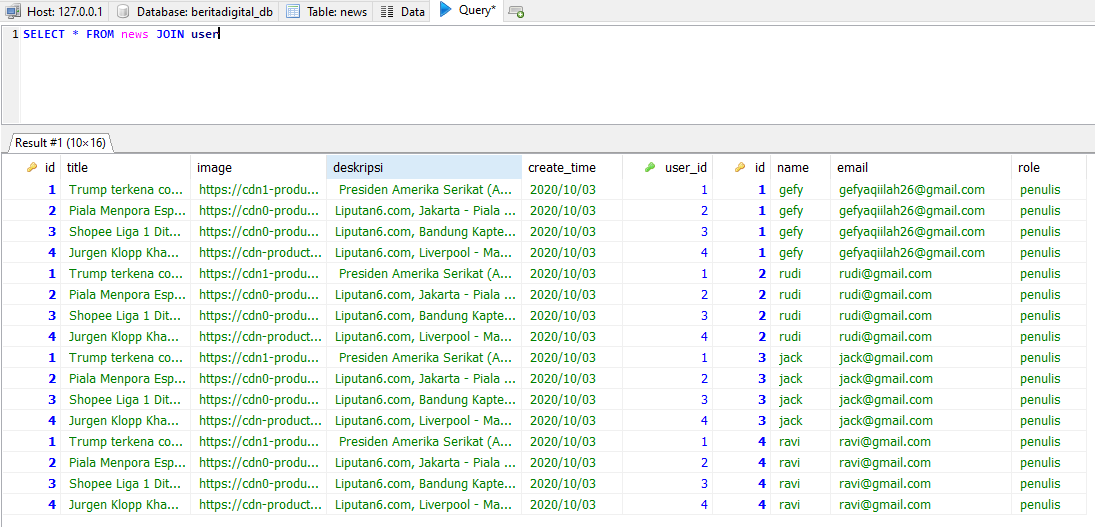 Host: 127.0.0.1 Database: beritadigital_db Table: news Data Query*
1 SELECT * FROM news JOIN user
Result #1 (10×16)
id title image deskripsi create_time user_id id name email role
1 Trump terkena co... https://cdn1-produ... Presiden Amerika Serikat (A... 2020/10/03 1 1 gefy gefyaqiilah26@gmail.com penulis
2 Piala Menpora Esp... https://cdn0-produ... Liputan6.com, Jakarta - Piala ... 2020/10/03 2 1 gefy gefyaqiilah26@gmail.com penulis
3 Shopee Liga 1 Dit... https://cdn0-produ... Liputan6.com, Bandung Kapte... 2020/10/03 3 1 gefy gefyaqiilah26@gmail.com penulis
4 Jurgen Klopp Kha... https://cdn-product... Liputan6.com, Liverpool - Ma... 2020/10/03 4 1 gefy gefyaqiilah26@gmail.com penulis
1 Trump terkena co... https://cdn1-produ... Presiden Amerika Serikat (A... 2020/10/03 1 2 rudi rudi@gmail.com penulis
2 Piala Menpora Esp... https://cdn0-produ... Liputan6.com, Jakarta - Piala ... 2020/10/03 2 2 rudi rudi@gmail.com penulis
3 Shopee Liga 1 Dit... https://cdn0-produ... Liputan6.com, Bandung Kapte... 2020/10/03 3 2 rudi rudi@gmail.com penulis
4 Jurgen Klopp Kha... https://cdn-product... Liputan6.com, Liverpool - Ma... 2020/10/03 4 2 rudi rudi@gmail.com penulis
1 Trump terkena co... https://cdn1-produ... Presiden Amerika Serikat (A... 2020/10/03 1 3 jack jack@gmail.com penulis
2 Piala Menpora Esp... https://cdn0-produ... Liputan6.com, Jakarta - Piala ... 2020/10/03 2 3 jack jack@gmail.com penulis
3 Shopee Liga 1 Dit... https://cdn0-produ... Liputan6.com, Bandung Kapte... 2020/10/03 3 3 jack jack@gmail.com penulis
4 Jurgen Klopp Kha... https://cdn-product... Liputan6.com, Liverpool - Ma... 2020/10/03 4 3 jack jack@gmail.com penulis
1 Trump terkena co... https://cdn1-produ... Presiden Amerika Serikat (A... 2020/10/03 1 4 ravi ravi@gmail.com penulis
2 Piala Menpora Esp... https://cdn0-produ... Liputan6.com, Jakarta - Piala ... 2020/10/03 2 4 ravi ravi@gmail.com penulis
3 Shopee Liga 1 Dit... https://cdn0-produ... Liputan6.com, Bandung Kapte... 2020/10/03 3 4 ravi ravi@gmail.com penulis
4 Jurgen Klopp Kha... https://cdn-product... Liputan6.com, Liverpool - Ma... 2020/10/03 4 4 ravi ravi@gmail.com penulis